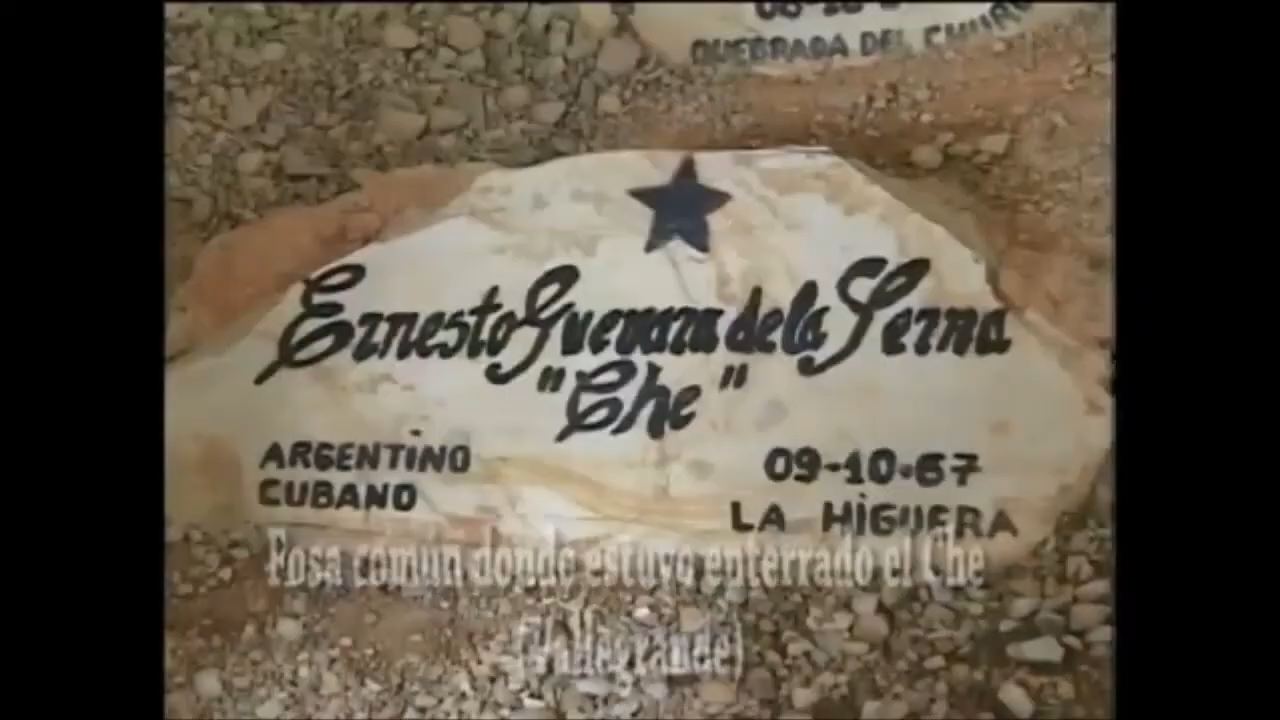 QUEBRADA DEL CHURO
Ernesto Guevara de la Serna
"Che"
ARGENTINO
CUBANO
09-10-67
LA HIGUERA
Fosa común donde estuvo enterrado el Che
(Vallegrande)